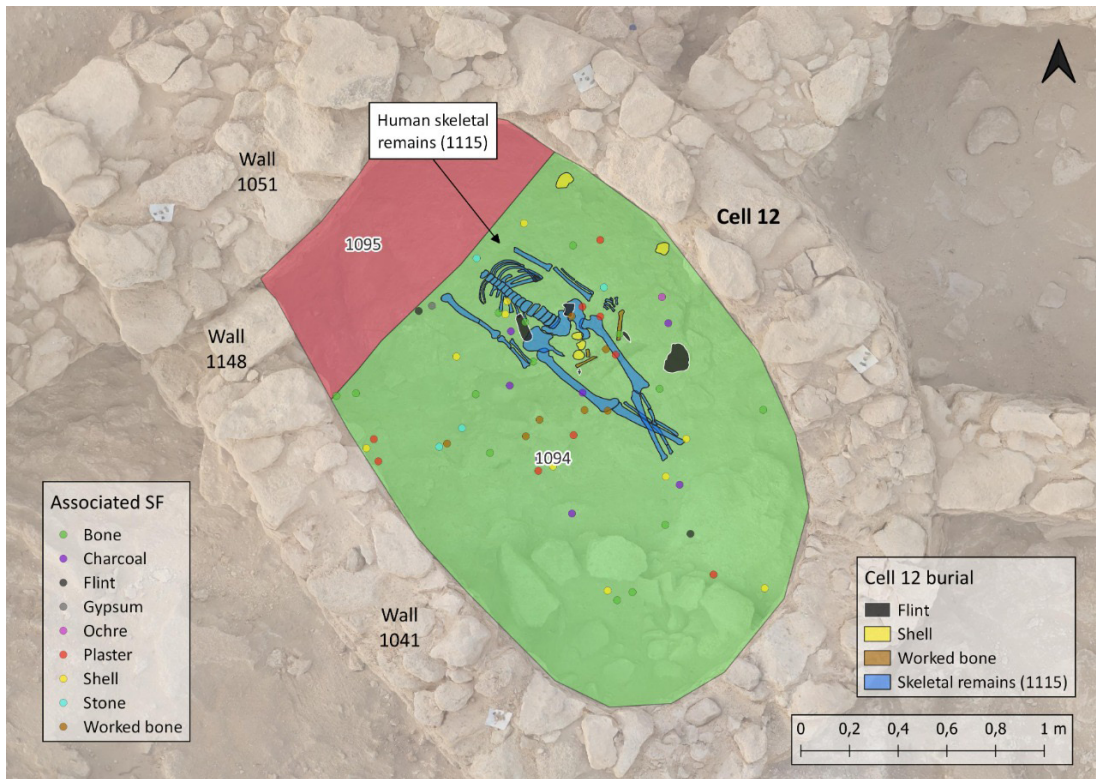 Human skeletal
remains (1115)
Wall
1051
Cell 12
1095
Wall
1148
1094
Wall
1041
Associated SF
Bone
Charcoal
Flint
Gypsum
Ochre
Plaster
Shell
Stone
Worked bone
Cell 12 burial
Flint
Shell
Worked bone
Skeletal remains (1115)
0 0,2 0,4 0,6 0,8 1 m